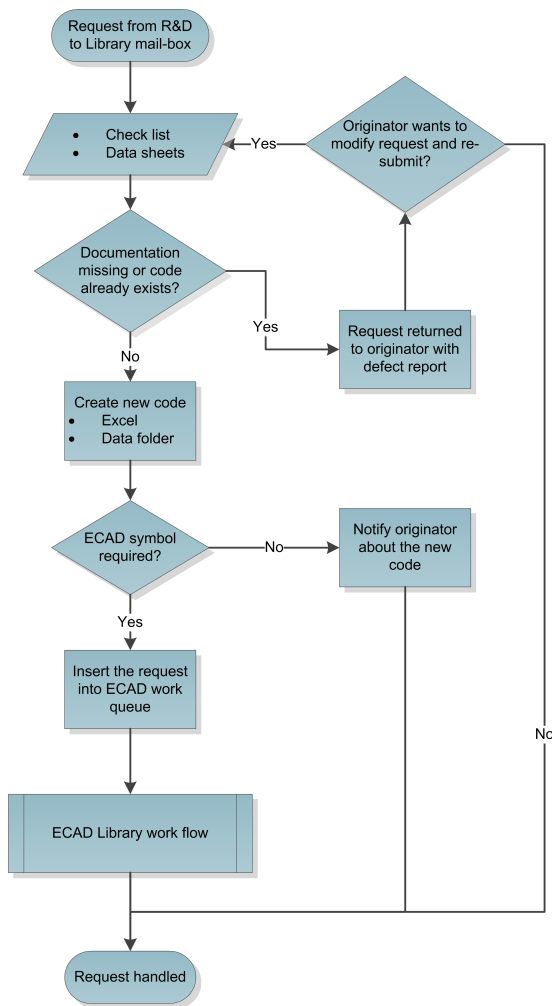 Request from R&D
to Library mail-box
• Check list
• Data sheets
Yes
Originator wants to
modify request and re-
submit?
Documentation
missing or code
already exists?
Yes
Request returned
to originator with
defect report
No
Create new code
• Excel
• Data folder
ECAD symbol
required?
No
Notify originator
about the new
code
Yes
Insert the request
into ECAD work
queue
No
ECAD Library work flow
Request handled